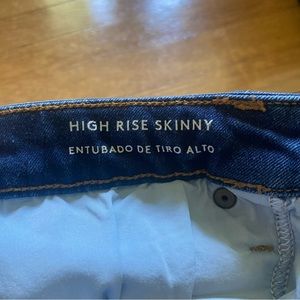 HIGH RISE SKINNY
ENTUBADO DE TIRO ALTO